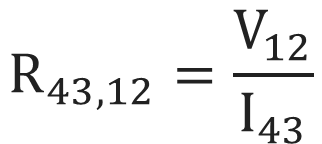 R₄₃,₁₂ = V₁₂ / I₄₃